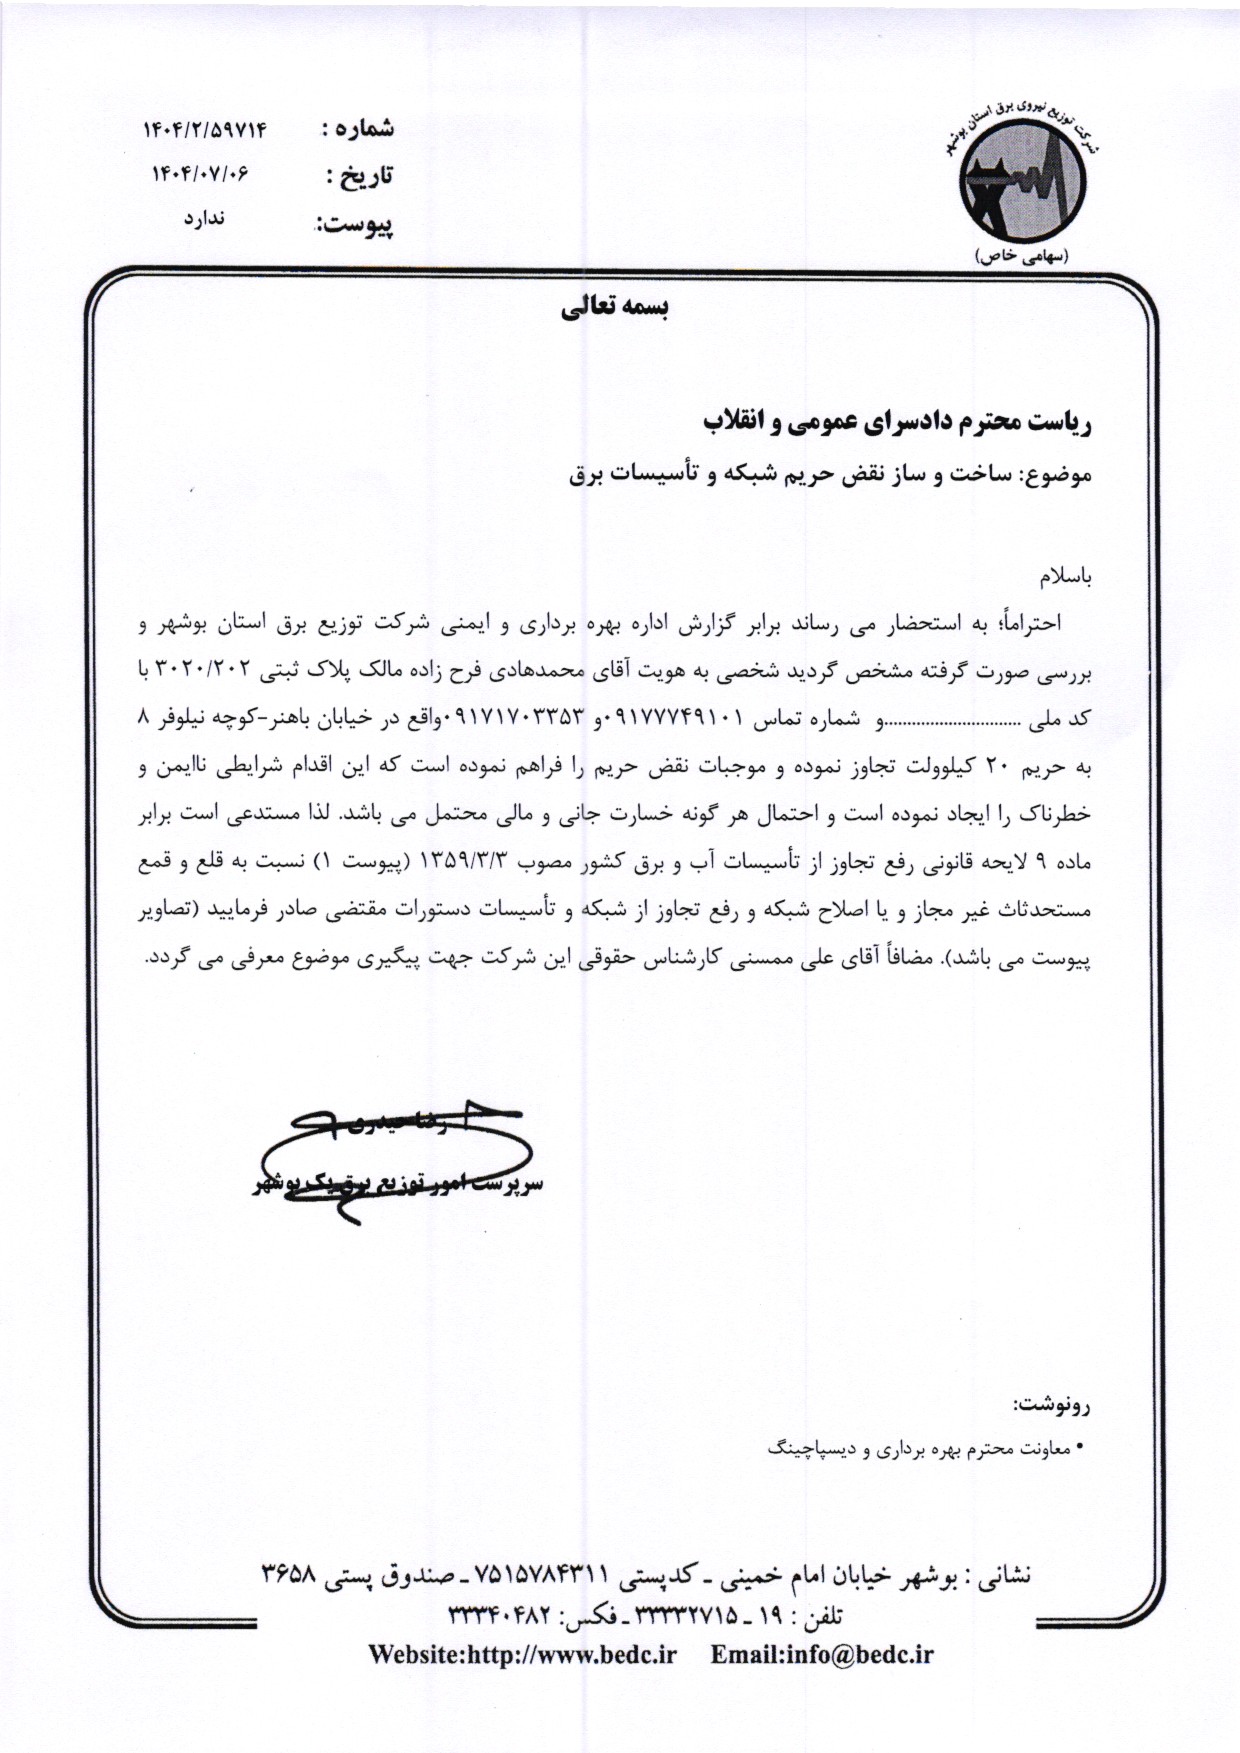 شرکت توزیع نیروی برق استان بوشهر
(سهامی خاص)
شماره : ۱۴۰۴/۲/۵۹۷۱۴
تاریخ : ۱۴۰۴/۰۷/۰۶
پیوست: ندارد
بسمه تعالی
ریاست محترم دادسرای عمومی و انقلاب
موضوع: ساخت و ساز نقض حریم شبکه و تأسیسات برق
باسلام
احتراماً؛ به استحضار می رساند برابر گزارش اداره بهره برداری و ایمنی شرکت توزیع برق استان بوشهر و
بررسی صورت گرفته مشخص گردید شخصی به هویت آقای محمدهادی فرح زاده مالک پلاک ثبتی ۳۰۲۰/۲۰۲ با
کد ملی ..............................و شماره تماس ۰۹۱۷۷۷۴۹۱۰۱و ۰۹۱۷۱۷۰۳۳۵۳واقع در خیابان باهنر-کوچه نیلوفر ۸
به حریم ۲۰ کیلوولت تجاوز نموده و موجبات نقض حریم را فراهم نموده است که این اقدام شرایطی ناایمن و
خطرناک را ایجاد نموده است و احتمال هر گونه خسارت جانی و مالی محتمل می باشد. لذا مستدعی است برابر
ماده ۹ لایحه قانونی رفع تجاوز از تأسیسات آب و برق کشور مصوب ۱۳۵۹/۳/۳ (پیوست ۱) نسبت به قلع و قمع
مستحدثاث غیر مجاز و یا اصلاح شبکه و رفع تجاوز از شبکه و تأسیسات دستورات مقتضی صادر فرمایید (تصاویر
پیوست می باشد). مضافاً آقای علی ممسنی کارشناس حقوقی این شرکت جهت پیگیری موضوع معرفی می گردد.
رضا حیدری
سرپرست امور توزیع برق یک بوشهر
رونوشت:
• معاونت محترم بهره برداری و دیسپاچینگ
نشانی : بوشهر خیابان امام خمینی ـ کدپستی ۷۵۱۵۷۸۴۳۱۱ ـ صندوق پستی ۳۶۵۸
تلفن : ۱۹ ـ ۳۳۳۳۲۷۱۵ ـ فکس: ۳۳۳۴۰۴۸۲
Website:http://www.bedc.ir Email:info@bedc.ir